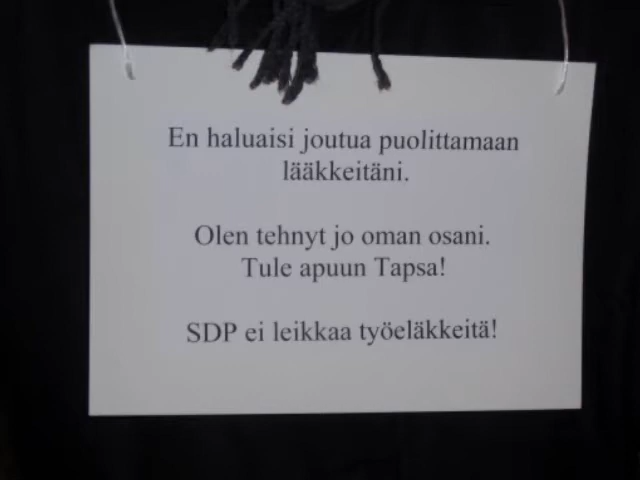 En haluaisi joutua puolittamaan
lääkkeitäni.
Olen tehnyt jo oman osani.
Tule apuun Tapsa!
SDP ei leikkaa työeläkkeitä!